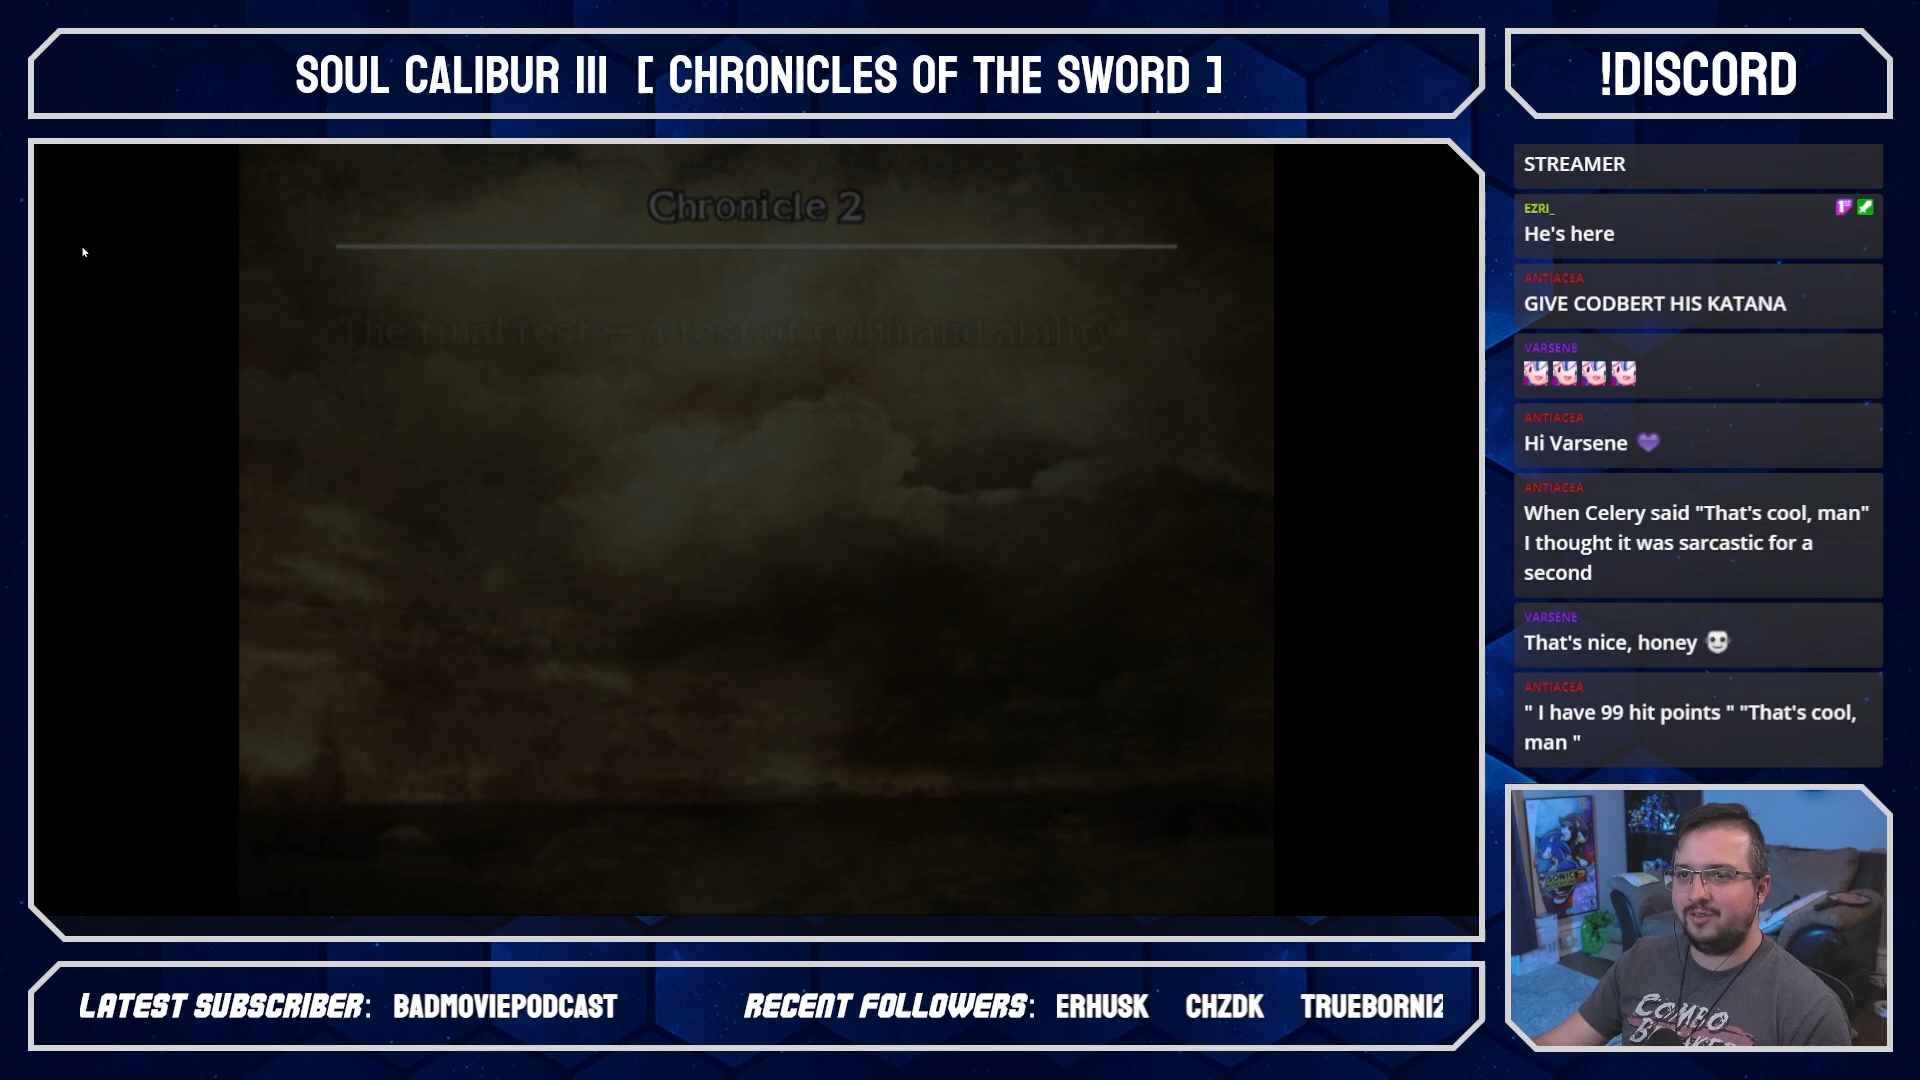 SOUL CALIBUR III [ CHRONICLES OF THE SWORD ]
!DISCORD
Chronicle 2
The final test -- a test of command ability
STREAMER
EZRI_
He's here
ANTIACEA
GIVE CODBERT HIS KATANA
VARSENE
ANTIACEA
Hi Varsene
ANTIACEA
When Celery said "That's cool, man"
I thought it was sarcastic for a
second
VARSENE
That's nice, honey
ANTIACEA
" I have 99 hit points " "That's cool,
man "
SONIC
COMBO
LATEST SUBSCRIBER: BADMOVIEPODCAST
RECENT FOLLOWERS: ERHUSK CHZDK TRUEBORNI2